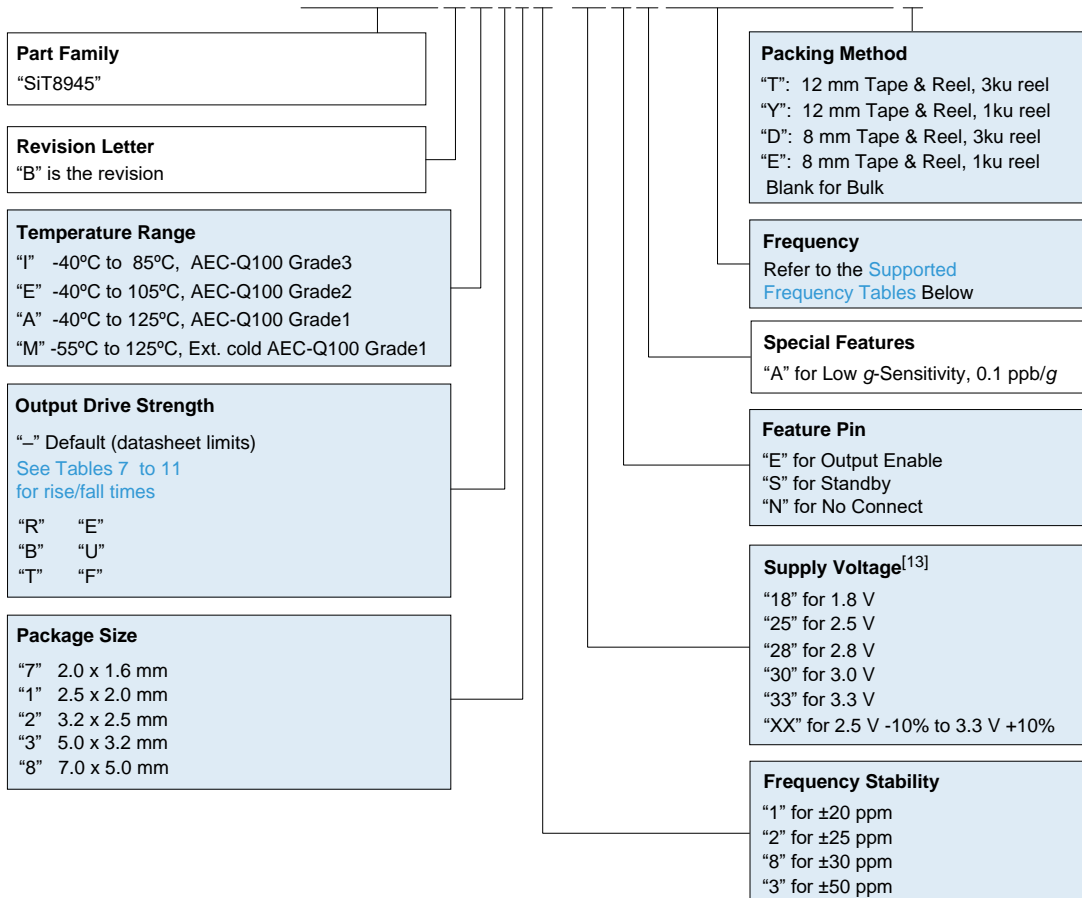 Part Family
“SiT8945”
Revision Letter
“B” is the revision
Temperature Range
“I” -40ºC to 85ºC, AEC-Q100 Grade3
“E” -40ºC to 105ºC, AEC-Q100 Grade2
“A” -40ºC to 125ºC, AEC-Q100 Grade1
“M” -55ºC to 125ºC, Ext. cold AEC-Q100 Grade1
Output Drive Strength
“–” Default (datasheet limits)
See Tables 7 to 11
for rise/fall times
“R” “E”
“B” “U”
“T” “F”
Package Size
“7” 2.0 x 1.6 mm
“1” 2.5 x 2.0 mm
“2” 3.2 x 2.5 mm
“3” 5.0 x 3.2 mm
“8” 7.0 x 5.0 mm
Packing Method
“T”: 12 mm Tape & Reel, 3ku reel
“Y”: 12 mm Tape & Reel, 1ku reel
“D”: 8 mm Tape & Reel, 3ku reel
“E”: 8 mm Tape & Reel, 1ku reel
Blank for Bulk
Frequency
Refer to the Supported
Frequency Tables Below
Special Features
“A” for Low g-Sensitivity, 0.1 ppb/g
Feature Pin
“E” for Output Enable
“S” for Standby
“N” for No Connect
Supply Voltage[13]
“18” for 1.8 V
“25” for 2.5 V
“28” for 2.8 V
“30” for 3.0 V
“33” for 3.3 V
“XX” for 2.5 V -10% to 3.3 V +10%
Frequency Stability
“1” for ±20 ppm
“2” for ±25 ppm
“8” for ±30 ppm
“3” for ±50 ppm